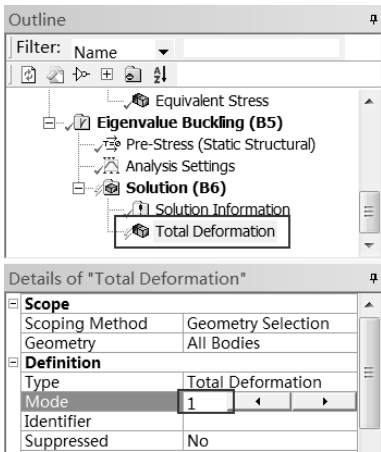 Outline
Filter: Name
Equivalent Stress
Eigenvalue Buckling (B5)
Pre-Stress (Static Structural)
Analysis Settings
Solution (B6)
Solution Information
Total Deformation
Details of "Total Deformation"
Scope
Scoping Method Geometry Selection
Geometry All Bodies
Definition
Type Total Deformation
Mode 1
Identifier
Suppressed No